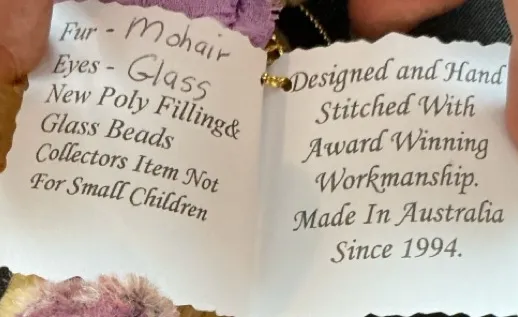 Fur - Mohair
Eyes - Glass
New Poly Filling&
Glass Beads
Collectors Item Not
For Small Children
Designed and Hand
Stitched With
Award Winning
Workmanship.
Made In Australia
Since 1994.